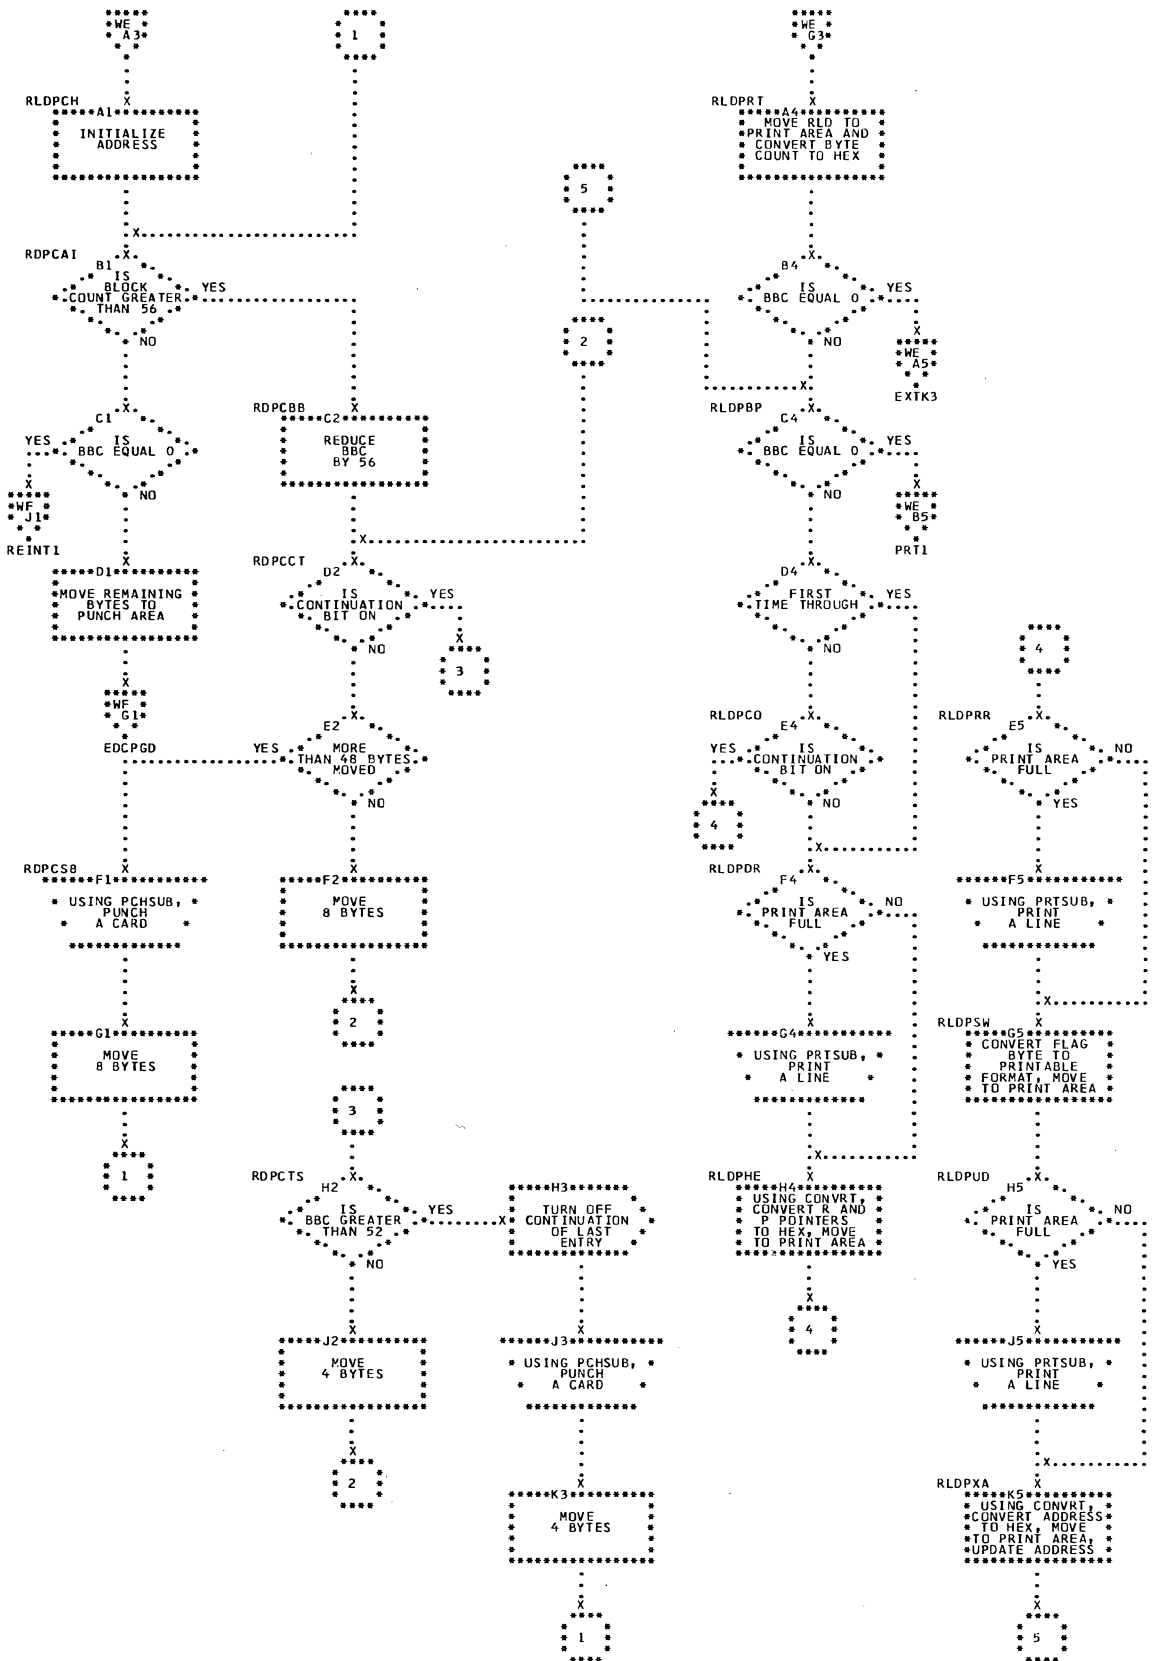 WE
A3
1
WE
G3
RLDPCH
A1
INITIALIZE
ADDRESS
RLDPRT
A4
MOVE RLD TO
PRINT AREA AND
CONVERT BYTE
COUNT TO HEX
5
RDPCAI
B1
IS
BLOCK
COUNT GREATER
THAN 56
YES
NO
B4
IS
BBC EQUAL 0
YES
NO
2
WE
A5
EXTK3
C1
IS
BBC EQUAL 0
YES
NO
RDPCBB
C2
REDUCE
BBC
BY 56
RLDPBP
C4
IS
BBC EQUAL 0
YES
NO
WF
J1
REINT1
WE
B5
PRT1
D1
MOVE REMAINING
BYTES TO
PUNCH AREA
RDPCCT
D2
IS
CONTINUATION
BIT ON
YES
NO
3
D4
FIRST
TIME THROUGH
YES
NO
4
WF
G1
EDCPGD
E2
MORE
THAN 48 BYTES
MOVED
YES
NO
RLDPCO
E4
IS
CONTINUATION
BIT ON
YES
NO
4
RLDPRR
E5
IS
PRINT AREA
FULL
NO
YES
RDPCS8
F1
USING PCHSUB,
PUNCH
A CARD
F2
MOVE
8 BYTES
2
RLDPDR
F4
IS
PRINT AREA
FULL
NO
YES
F5
USING PRTSUB,
PRINT
A LINE
G1
MOVE
8 BYTES
1
3
G4
USING PRTSUB,
PRINT
A LINE
RLDPSW
G5
CONVERT FLAG
BYTE TO
PRINTABLE
FORMAT, MOVE
TO PRINT AREA
RDPCTS
H2
IS
BBC GREATER
THAN 52
YES
NO
H3
TURN OFF
CONTINUATION
OF LAST
ENTRY
RLDPHE
H4
USING CONVRT,
CONVERT R AND
P POINTERS
TO HEX, MOVE
TO PRINT AREA
4
RLDPUD
H5
IS
PRINT AREA
FULL
NO
YES
J2
MOVE
4 BYTES
2
J3
USING PCHSUB,
PUNCH
A CARD
J5
USING PRTSUB,
PRINT
A LINE
K3
MOVE
4 BYTES
1
RLDPXA
K5
USING CONVRT,
CONVERT ADDRESS
TO HEX, MOVE
TO PRINT AREA,
UPDATE ADDRESS
5